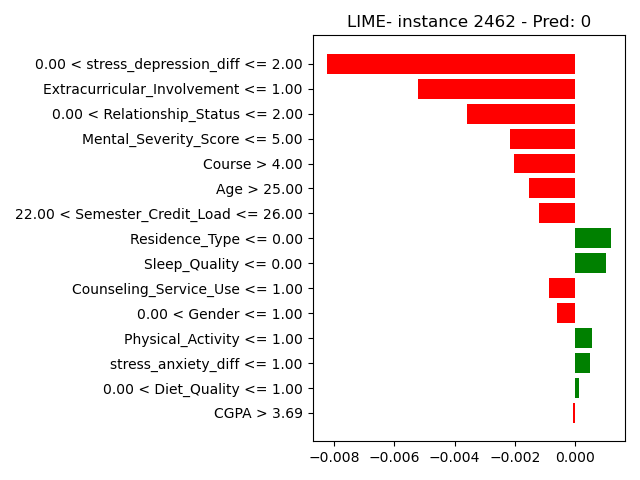 LIME- instance 2462 - Pred: 0
0.00 < stress_depression_diff <= 2.00
Extracurricular_Involvement <= 1.00
0.00 < Relationship_Status <= 2.00
Mental_Severity_Score <= 5.00
Course > 4.00
Age > 25.00
22.00 < Semester_Credit_Load <= 26.00
Residence_Type <= 0.00
Sleep_Quality <= 0.00
Counseling_Service_Use <= 1.00
0.00 < Gender <= 1.00
Physical_Activity <= 1.00
stress_anxiety_diff <= 1.00
0.00 < Diet_Quality <= 1.00
CGPA > 3.69
−0.008 −0.006 −0.004 −0.002 0.000